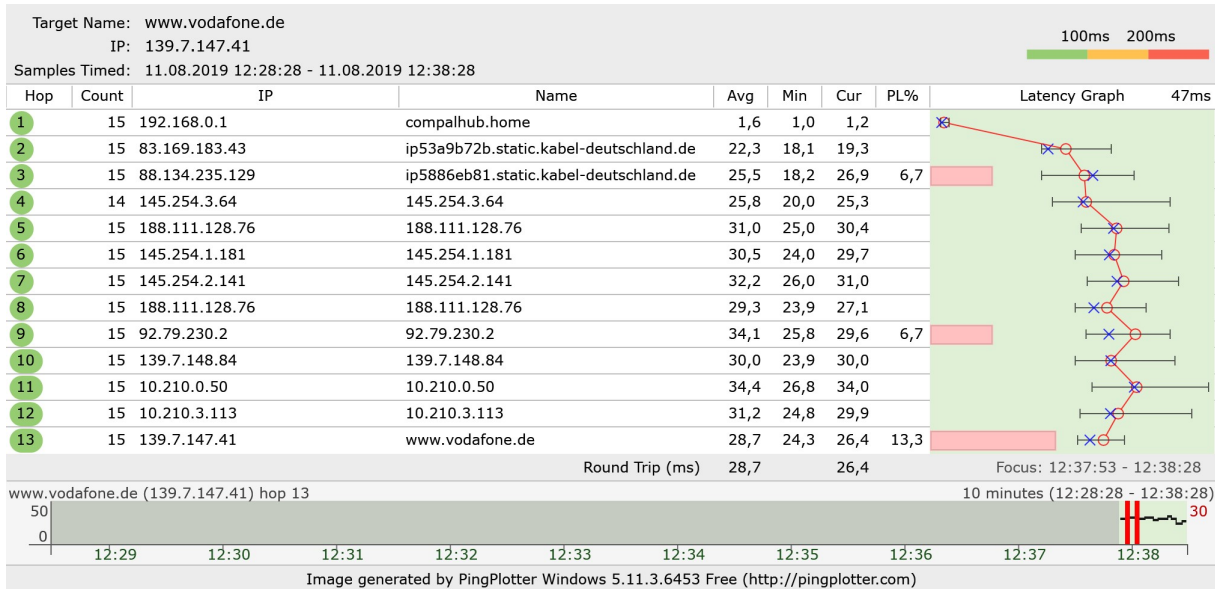 Target Name: www.vodafone.de
IP: 139.7.147.41
100ms 200ms
Samples Timed: 11.08.2019 12:28:28 - 11.08.2019 12:38:28
Hop Count IP Name Avg Min Cur PL% Latency Graph 47ms
1 15 192.168.0.1 compalhub.home 1,6 1,0 1,2
2 15 83.169.183.43 ip53a9b72b.static.kabel-deutschland.de 22,3 18,1 19,3
3 15 88.134.235.129 ip5886eb81.static.kabel-deutschland.de 25,5 18,2 26,9 6,7
4 14 145.254.3.64 145.254.3.64 25,8 20,0 25,3
5 15 188.111.128.76 188.111.128.76 31,0 25,0 30,4
6 15 145.254.1.181 145.254.1.181 30,5 24,0 29,7
7 15 145.254.2.141 145.254.2.141 32,2 26,0 31,0
8 15 188.111.128.76 188.111.128.76 29,3 23,9 27,1
9 15 92.79.230.2 92.79.230.2 34,1 25,8 29,6 6,7
10 15 139.7.148.84 139.7.148.84 30,0 23,9 30,0
11 15 10.210.0.50 10.210.0.50 34,4 26,8 34,0
12 15 10.210.3.113 10.210.3.113 31,2 24,8 29,9
13 15 139.7.147.41 www.vodafone.de 28,7 24,3 26,4 13,3
Round Trip (ms) 28,7 26,4 Focus: 12:37:53 - 12:38:28
www.vodafone.de (139.7.147.41) hop 13 10 minutes (12:28:28 - 12:38:28)
50 30
0
12:29 12:30 12:31 12:32 12:33 12:34 12:35 12:36 12:37 12:38
Image generated by PingPlotter Windows 5.11.3.6453 Free (http://pingplotter.com)